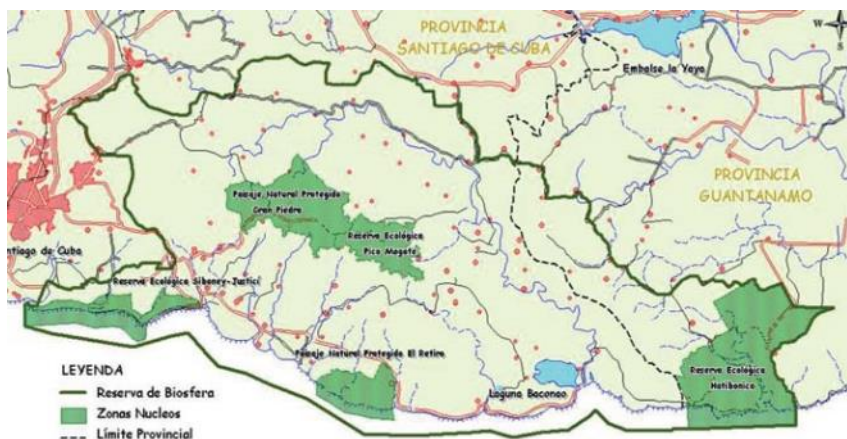 PROVINCIA
SANTIAGO DE CUBA
W
S
Embalse la Yaya
PROVINCIA
GUANTANAMO
Paisaje Natural Protegido
Gran Piedra
Reserva Ecológica
Pico Mogote
ntiago de Cuba
Reserva Ecológica Siboney-Justicí
Paisaje Natural Protegido El Retiro
Laguna Baconao
Reserva Ecológica
Hatibonico
LEYENDA
Reserva de Biosfera
Zonas Nucleos
Límite Provincial